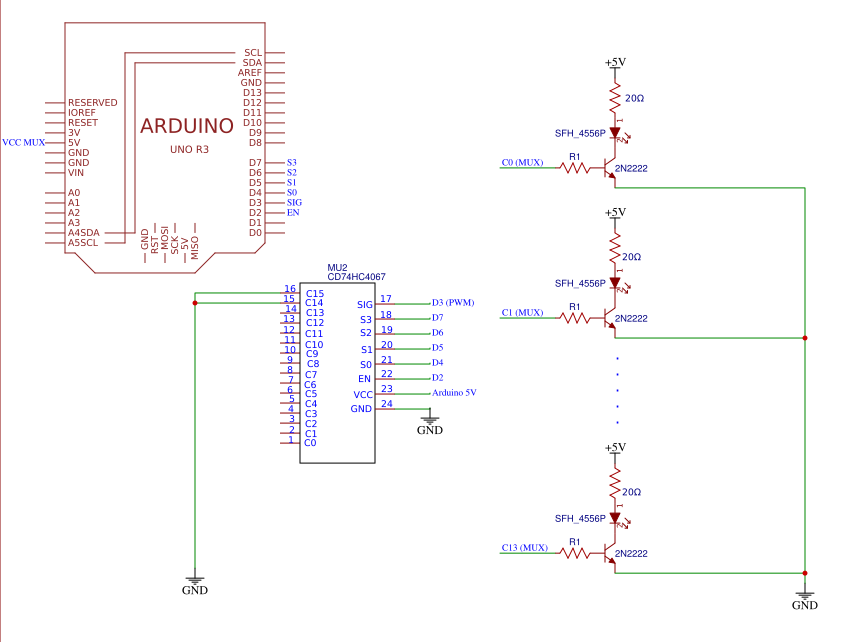 ARDUINO
UNO R3
RESERVED
IOREF
RESET
3V
VCC MUX
5V
GND
GND
VIN
A0
A1
A2
A3
A4SDA
A5SCL
SCL
SDA
AREF
GND
D13
D12
D11
D10
D9
D8
D7 S3
D6 S2
D5 S1
D4 S0
D3 SIG
D2 EN
D1
D0
GND
RST
MOSI
SCK
5V
MISO
MU2
CD74HC4067
16 C15
15 C14
14 C13
13 C12
12 C11
11 C10
10 C9
9 C8
8 C7
7 C6
6 C5
5 C4
4 C3
3 C2
2 C1
1 C0
SIG 17 D3 (PWM)
S3 18 D7
S2 19 D6
S1 20 D5
S0 21 D4
EN 22 D2
VCC 23 Arduino 5V
GND 24
GND
GND
+5V
20Ω
1
SFH_4556P
2
C0 (MUX)
R1
2N2222
+5V
20Ω
1
SFH_4556P
2
C1 (MUX)
R1
2N2222
+5V
20Ω
1
SFH_4556P
2
C13 (MUX)
R1
2N2222
GND